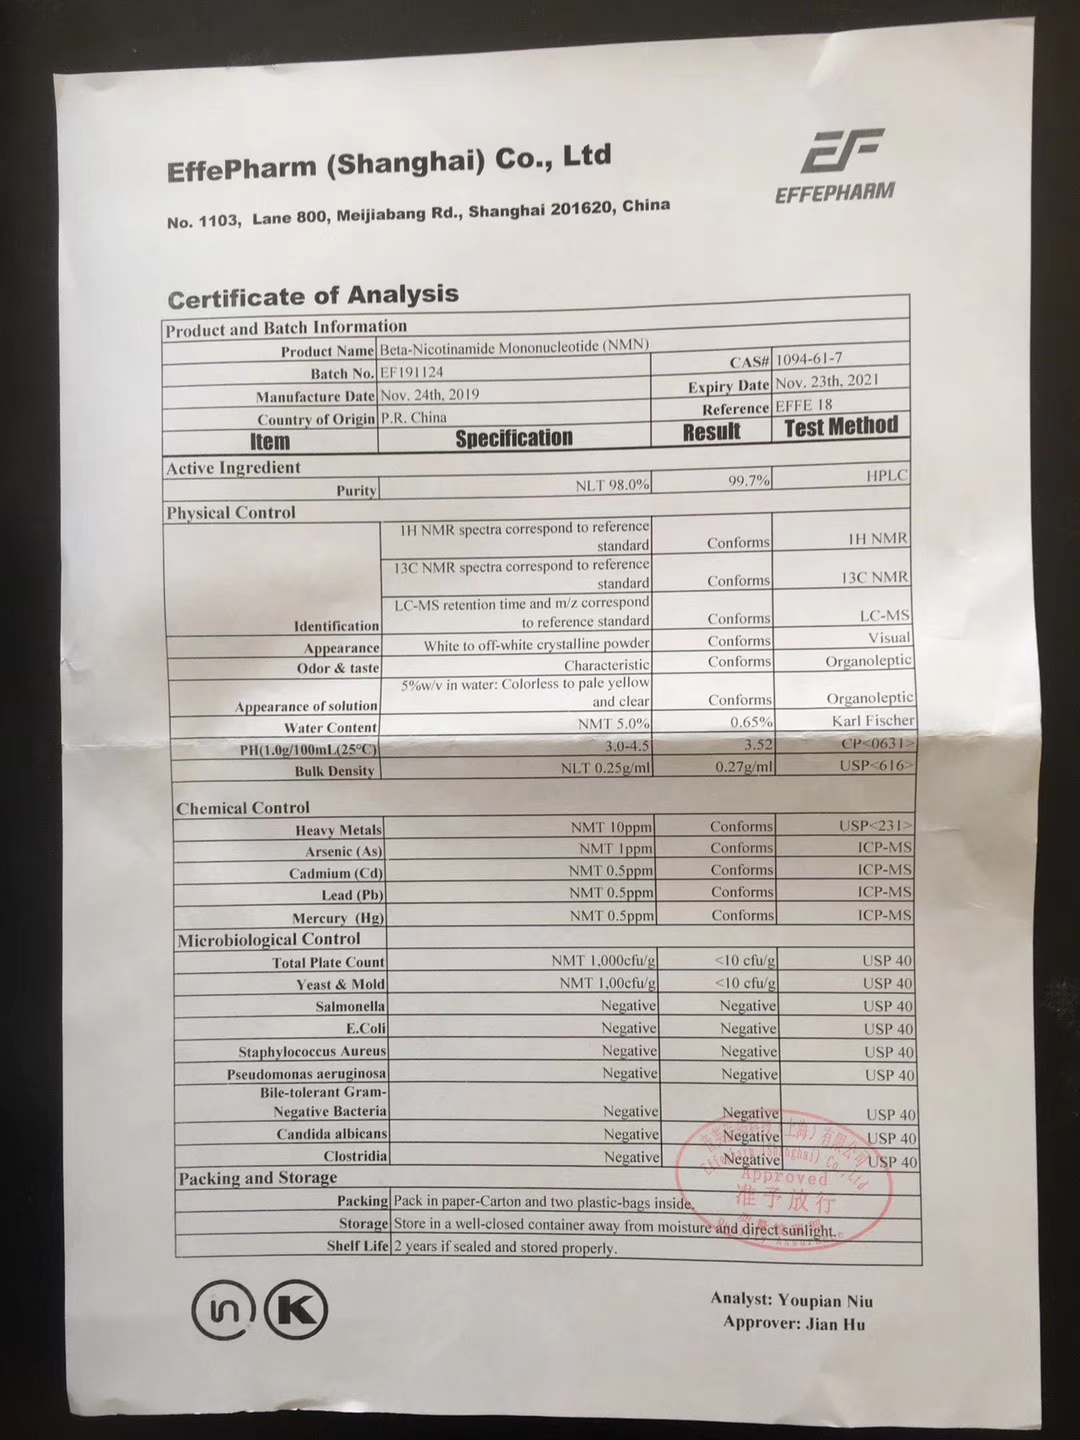 EffePharm (Shanghai) Co., Ltd
EFFEPHARM
No. 1103, Lane 800, Meijiabang Rd., Shanghai 201620, China
Certificate of Analysis
Product and Batch Information
Product Name Beta-Nicotinamide Mononucleotide (NMN)
Batch No. EF191124 CAS# 1094-61-7
Manufacture Date Nov. 24th, 2019 Expiry Date Nov. 23th, 2021
Country of Origin P.R. China Reference EFFE 18
Item Specification Result Test Method
Active Ingredient
Purity NLT 98.0% 99.7% HPLC
Physical Control
1H NMR spectra correspond to reference
standard Conforms 1H NMR
13C NMR spectra correspond to reference
standard Conforms 13C NMR
LC-MS retention time and m/z correspond
Identification to reference standard Conforms LC-MS
Appearance White to off-white crystalline powder Conforms Visual
Odor & taste Characteristic Conforms Organoleptic
5%w/v in water: Colorless to pale yellow
Appearance of solution and clear Conforms Organoleptic
Water Content NMT 5.0% 0.65% Karl Fischer
PH(1.0g/100mL(25°C) 3.0-4.5 3.52 CP<0631>
Bulk Density NLT 0.25g/ml 0.27g/ml USP<616>
Chemical Control
Heavy Metals NMT 10ppm Conforms USP<231>
Arsenic (As) NMT 1ppm Conforms ICP-MS
Cadmium (Cd) NMT 0.5ppm Conforms ICP-MS
Lead (Pb) NMT 0.5ppm Conforms ICP-MS
Mercury (Hg) NMT 0.5ppm Conforms ICP-MS
Microbiological Control
Total Plate Count NMT 1,000cfu/g <10 cfu/g USP 40
Yeast & Mold NMT 1,00cfu/g <10 cfu/g USP 40
Salmonella Negative Negative USP 40
E.Coli Negative Negative USP 40
Staphylococcus Aureus Negative Negative USP 40
Pseudomonas aeruginosa Negative Negative USP 40
Bile-tolerant Gram-
Negative Bacteria Negative Negative USP 40
Candida albicans Negative Negative USP 40
Clostridia Negative Negative USP 40
(上海)有限公司
Effepharm (Shanghai) Co., Ltd
Approved
准予放行
Packing and Storage
Packing Pack in paper-Carton and two plastic-bags inside.
Storage Store in a well-closed container away from moisture and direct sunlight.
Shelf Life 2 years if sealed and stored properly.
in K
Analyst: Youpian Niu
Approver: Jian Hu